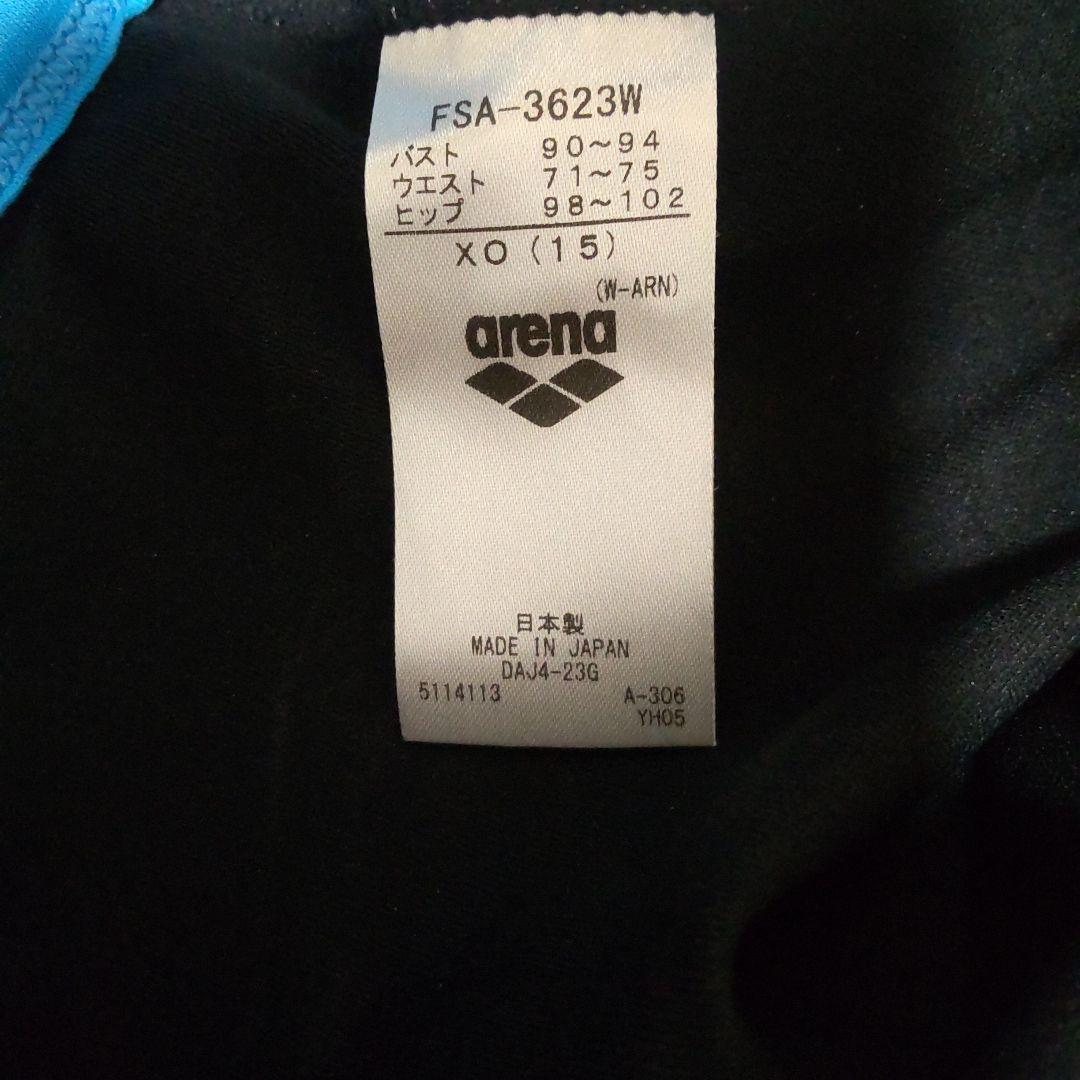 FSA-3623W
バスト 90~94
ウエスト 71~75
ヒップ 98~102
XO (15)
(W-ARN)
arena
日本製
MADE IN JAPAN
DAJ4-23G
5114113 A-306
YH05